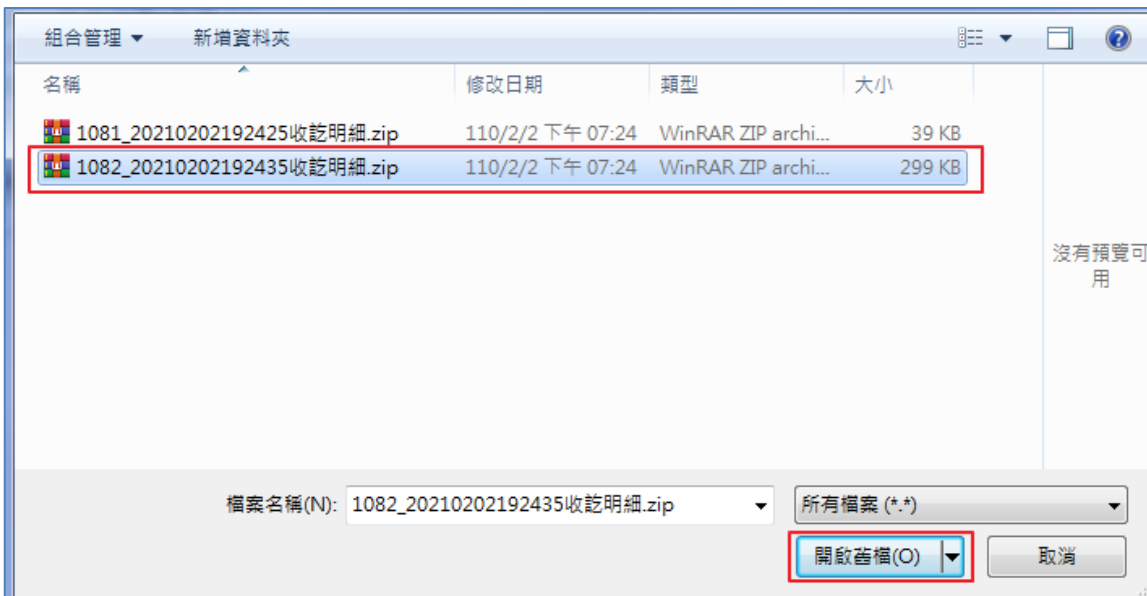 組合管理 新增資料夾
名稱 修改日期 類型 大小
1081_20210202192425收訖明細.zip 110/2/2 下午 07:24 WinRAR ZIP archi... 39 KB
1082_20210202192435收訖明細.zip 110/2/2 下午 07:24 WinRAR ZIP archi... 299 KB
沒有預覽可
用
檔案名稱(N): 1082_20210202192435收訖明細.zip 所有檔案 (*.*)
開啟舊檔(O) 取消